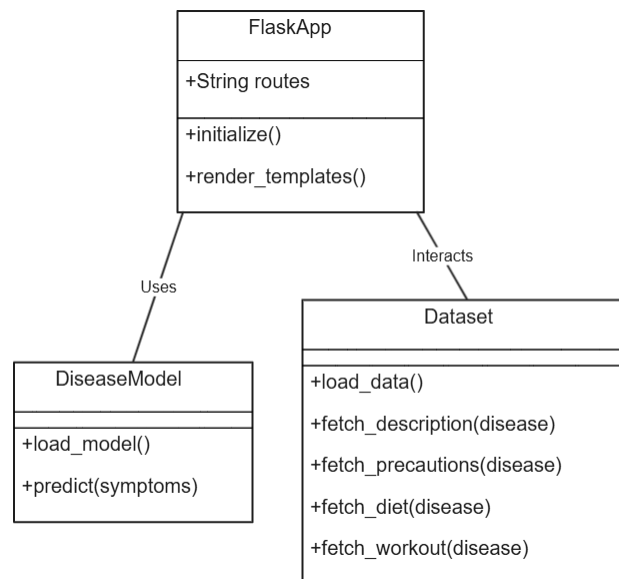 FlaskApp
+String routes
+initialize()
+render_templates()
Uses
Interacts
DiseaseModel
+load_model()
+predict(symptoms)
Dataset
+load_data()
+fetch_description(disease)
+fetch_precautions(disease)
+fetch_diet(disease)
+fetch_workout(disease)